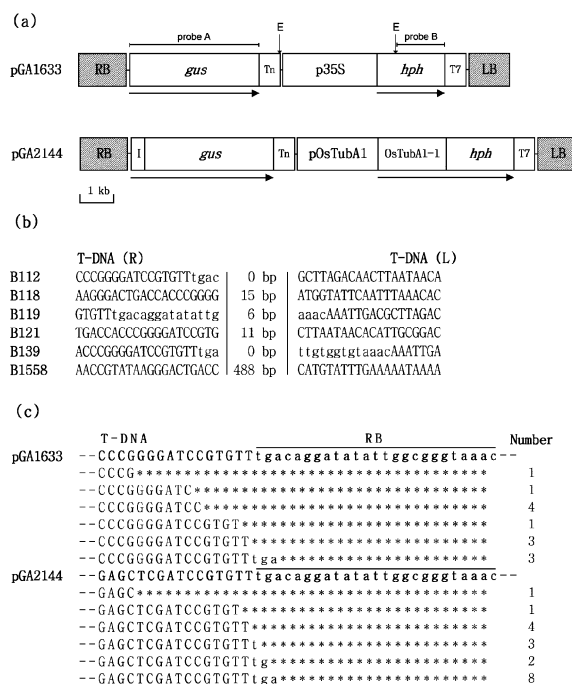 (a)
probe A
E
E
probe B
pGA1633
RB
gus
Tn
p35S
hph
T7
LB
pGA2144
RB
I
gus
Tn
pOsTubA1
OsTubA1-1
hph
T7
LB
1 kb
(b)
T-DNA (R) T-DNA (L)
B112 CCCGGGGATCCGTGTTtgac 0 bp GCTTAGACAACTTAATAACA
B118 AAGGGACTGACCACCCGGGG 15 bp ATGGTATTCAATTTAAACAC
B119 GTGTTtgacaggatatattg 6 bp aaacAAATTGACGCTTAGAC
B121 TGACCACCCGGGGATCCGTG 11 bp CTTAATAACACATTGCGGAC
B139 ACCCGGGGATCCGTGTTtga 0 bp ttgtggtgtaaacAAATTGA
B1558 AACCGTATAAGGGACTGACC 488 bp CATGTATTTGAAAAATAAAA
(c)
T-DNA RB Number
pGA1633 --CCCGGGGATCCGTGTTtgacaggatatattggcgggtaaac--
--CCCG************************************ 1
--CCCGGGGATC****************************** 1
--CCCGGGGATCC***************************** 4
--CCCGGGGATCCGTGT************************* 1
--CCCGGGGATCCGTGTT************************ 3
--CCCGGGGATCCGTGTTtga********************* 3
pGA2144 --GAGCTCGATCCGTGTTtgacaggatatattggcgggtaaac--
--GAGC************************************ 1
--GAGCTCGATCCGTGT************************* 1
--GAGCTCGATCCGTGTT************************ 4
--GAGCTCGATCCGTGTTt*********************** 3
--GAGCTCGATCCGTGTTtg********************** 2
--GAGCTCGATCCGTGTTtga********************* 8